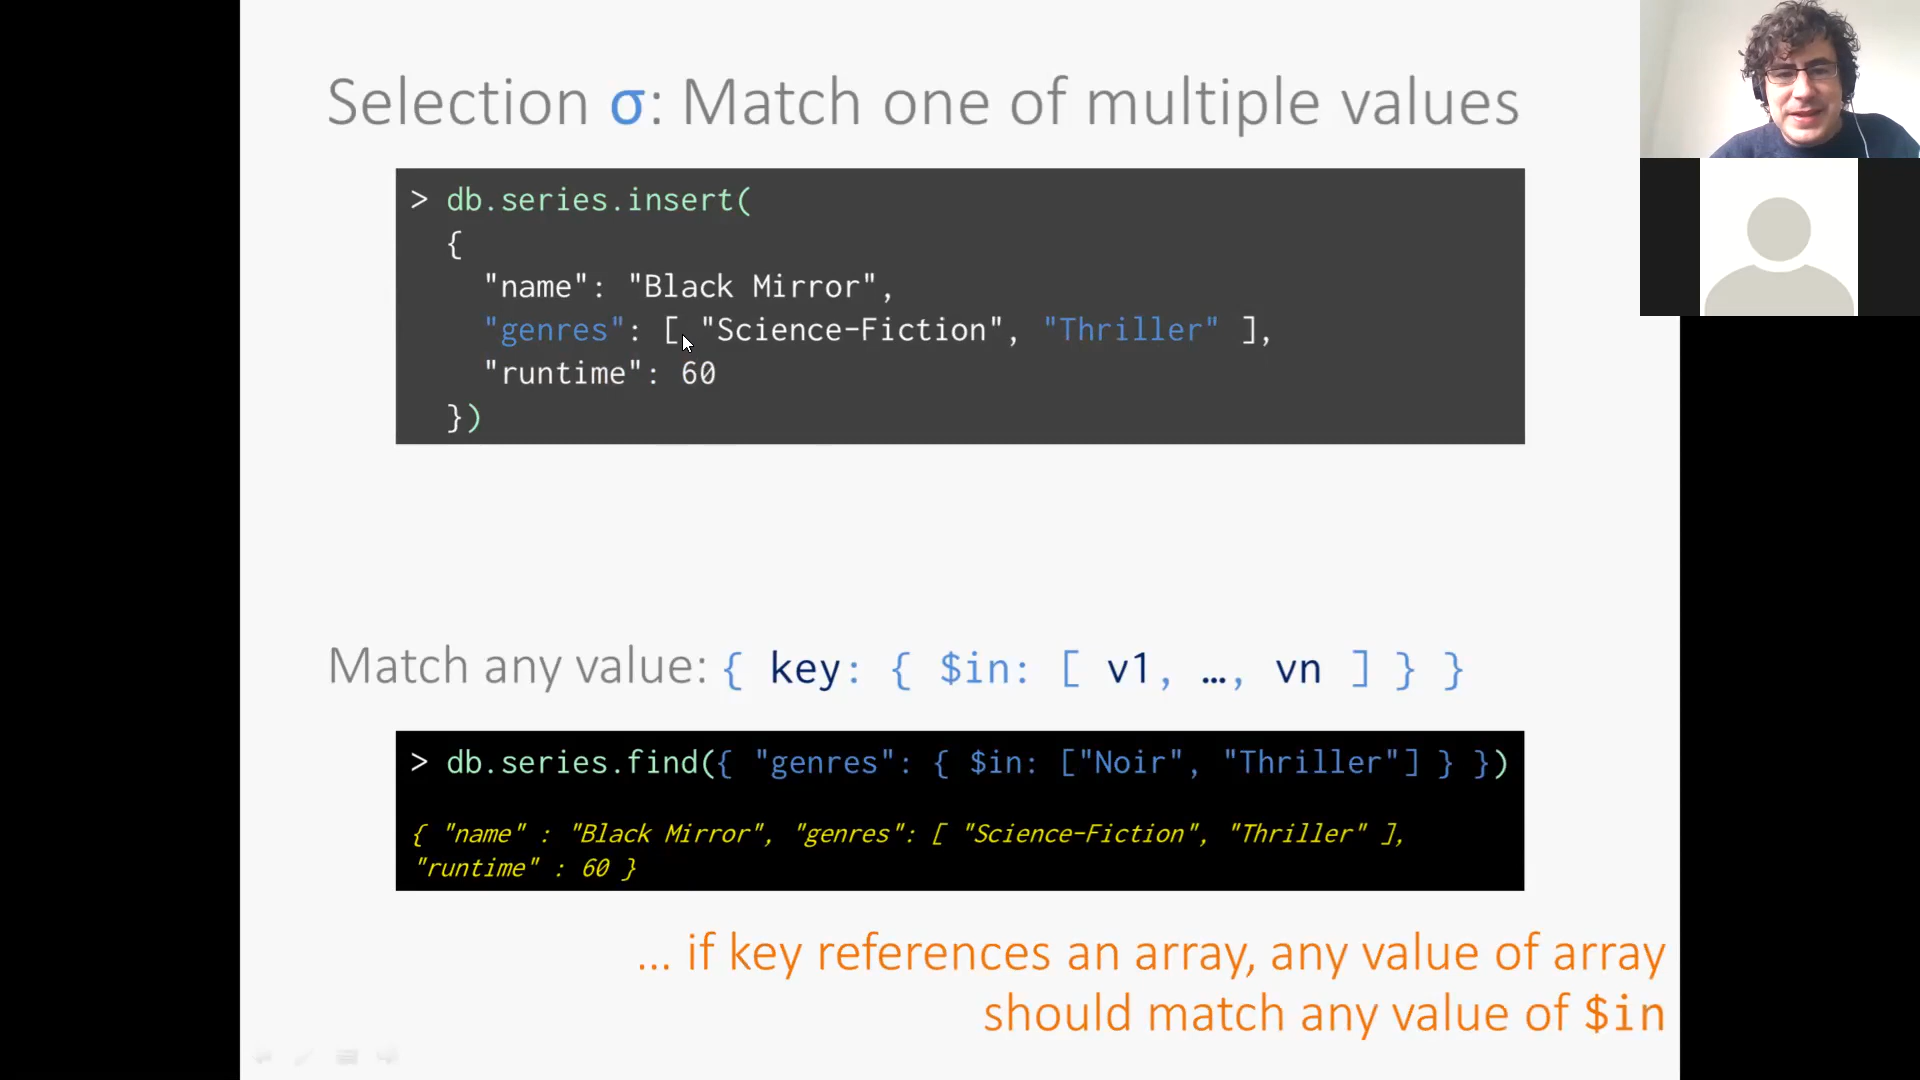 Selection σ: Match one of multiple values
> db.series.insert(
{
"name": "Black Mirror",
"genres": [ "Science-Fiction", "Thriller" ],
"runtime": 60
})
Match any value: { key: { $in: [ v1, …, vn ] } }
> db.series.find({ "genres": { $in: ["Noir", "Thriller"] } })
{ "name" : "Black Mirror", "genres": [ "Science-Fiction", "Thriller" ],
"runtime" : 60 }
... if key references an array, any value of array
should match any value of $in